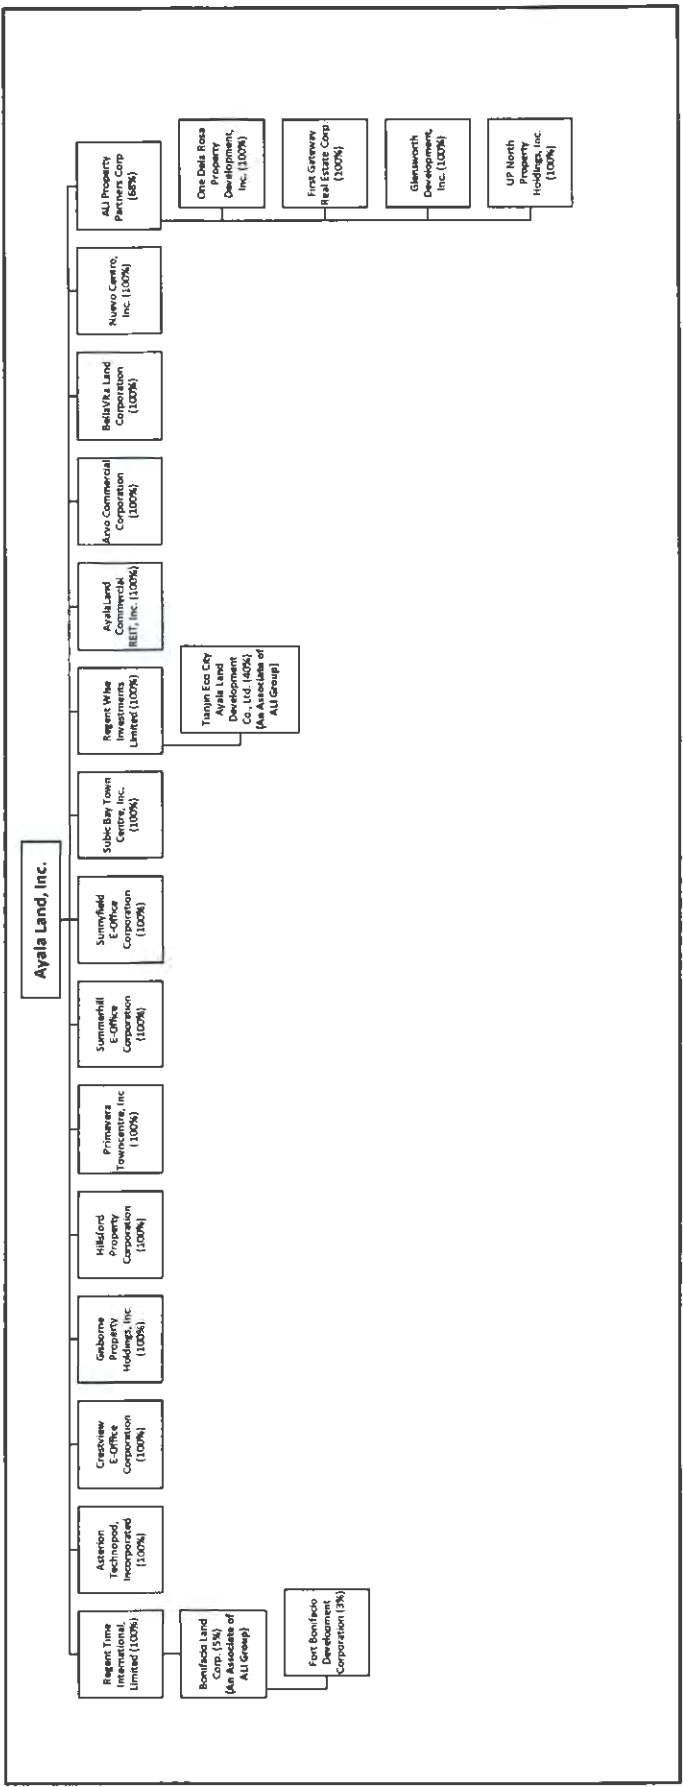 Ayala Land, Inc.
Regent Time
International,
Limited (100%)
Bonifacio Land
Corp. (5%)
(An Associate of
ALI Group)
Fort Bonifacio
Development
Corporation (3%)
Asterion
Technopod,
Incorporated
(100%)
Crestview
E-Office
Corporation
(100%)
Gisborne
Property
Holdings, Inc.
(100%)
Hillsford
Property
Corporation
(100%)
Primavera
Towncentre, Inc
(100%)
Summerhill
E-Office
Corporation
(100%)
Sunnyfield
E-Office
Corporation
(100%)
Subic Bay Town
Centre, Inc.
(100%)
Regent Wise
Investments
Limited (100%)
Tianjin Eco City
Ayala Land
Development
Co., Ltd. (40%)
(An Associate of
ALI Group)
AyalaLand
Commercial
REIT, Inc. (100%)
Arvo Commercial
Corporation
(100%)
BellaVita Land
Corporation
(100%)
Nuevo Centro,
Inc. (100%)
ALI Property
Partners Corp
(68%)
One Dela Rosa
Property
Development,
Inc. (100%)
First Gateway
Real Estate Corp.
(100%)
Glensworth
Development,
Inc. (100%)
UP North
Property
Holdings, Inc.
(100%)